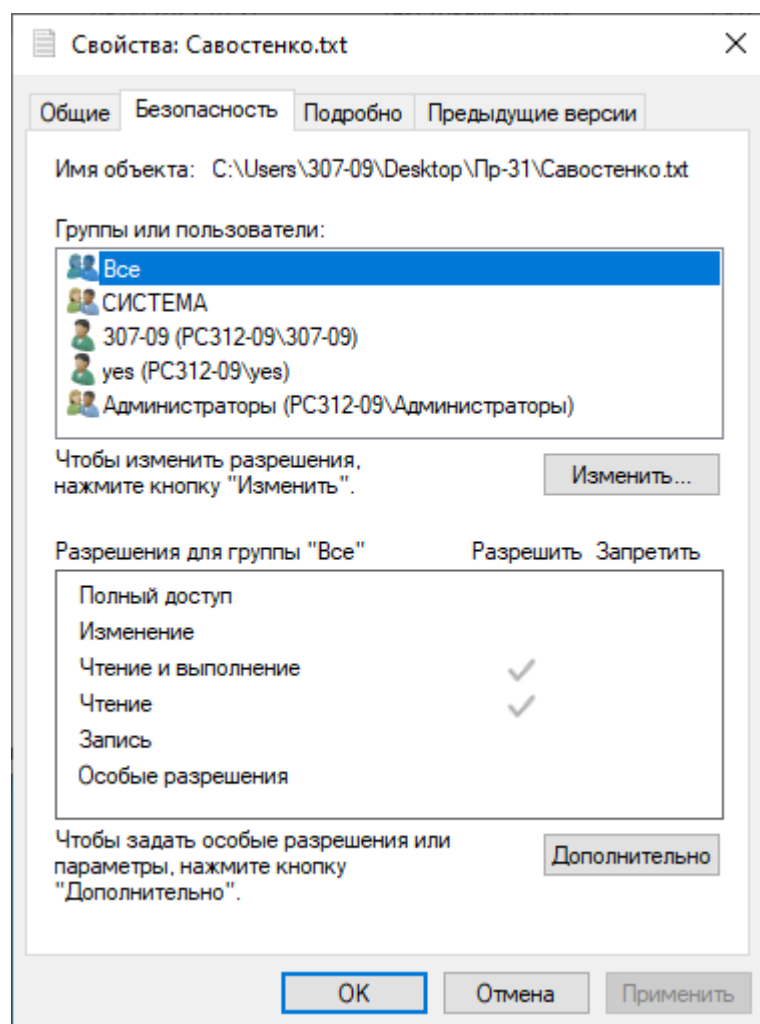 Свойства: Савостенко.txt
Общие Безопасность Подробно Предыдущие версии
Имя объекта: C:\Users\307-09\Desktop\Пр-31\Савостенко.txt
Группы или пользователи:
Все
СИСТЕМА
307-09 (PC312-09\307-09)
yes (PC312-09\yes)
Администраторы (PC312-09\Администраторы)
Чтобы изменить разрешения,
нажмите кнопку "Изменить".
Изменить...
Разрешения для группы "Все" Разрешить Запретить
Полный доступ
Изменение
Чтение и выполнение
Чтение
Запись
Особые разрешения
Чтобы задать особые разрешения или
параметры, нажмите кнопку
"Дополнительно".
Дополнительно
OK Отмена Применить